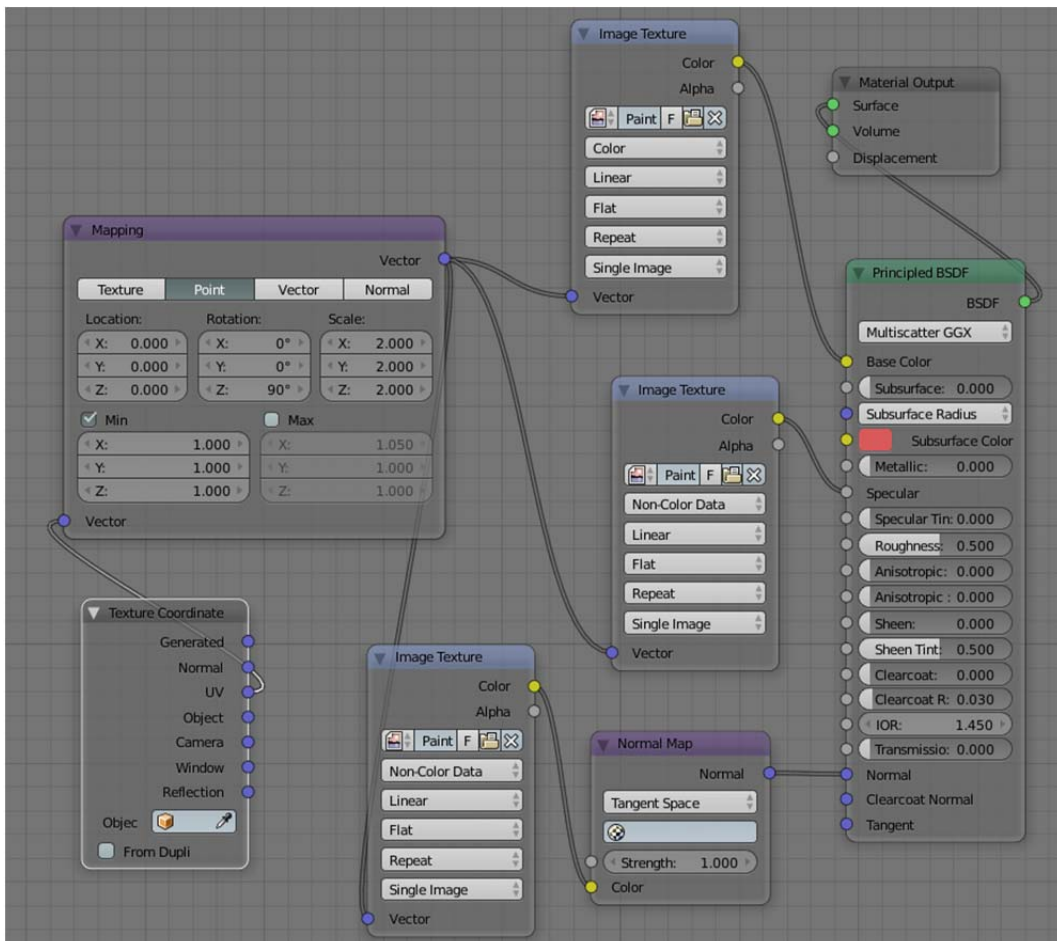 Image Texture
Color
Alpha
Paint F
Color
Linear
Flat
Repeat
Single Image
Vector
Material Output
Surface
Volume
Displacement
Mapping
Vector
Texture Point Vector Normal
Location: Rotation: Scale:
X: 0.000 X: 0° X: 2.000
Y: 0.000 Y: 0° Y: 2.000
Z: 0.000 Z: 90° Z: 2.000
Min Max
X: 1.000 X: 1.050
Y: 1.000 Y: 1.000
Z: 1.000 Z: 1.000
Vector
Principled BSDF
BSDF
Multiscatter GGX
Base Color
Subsurface: 0.000
Subsurface Radius
Subsurface Color
Metallic: 0.000
Specular
Specular Tin: 0.000
Roughness: 0.500
Anisotropic: 0.000
Anisotropic : 0.000
Sheen: 0.000
Sheen Tint: 0.500
Clearcoat: 0.000
Clearcoat R: 0.030
IOR: 1.450
Transmissio: 0.000
Normal
Clearcoat Normal
Tangent
Image Texture
Color
Alpha
Paint F
Non-Color Data
Linear
Flat
Repeat
Single Image
Vector
Texture Coordinate
Generated
Normal
UV
Object
Camera
Window
Reflection
Objec
From Dupli
Image Texture
Color
Alpha
Paint F
Non-Color Data
Linear
Flat
Repeat
Single Image
Vector
Normal Map
Normal
Tangent Space
Strength: 1.000
Color